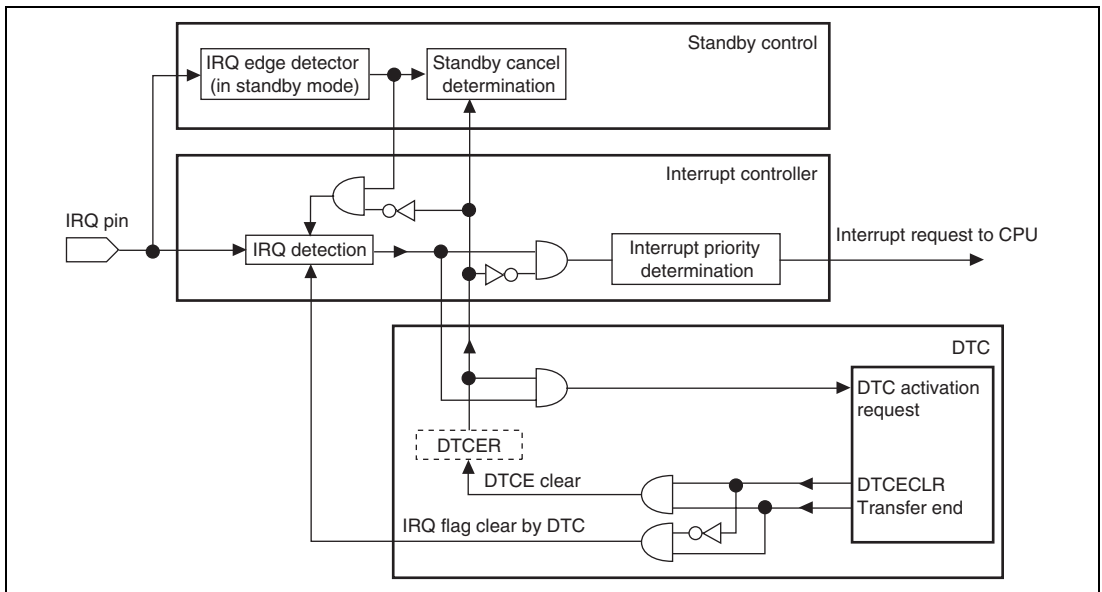 Standby control
IRQ edge detector
(in standby mode)
Standby cancel
determination
Interrupt controller
IRQ pin
IRQ detection
Interrupt priority
determination
Interrupt request to CPU
DTC
DTC activation
request
DTCER
DTCE clear
DTCECLR
Transfer end
IRQ flag clear by DTC